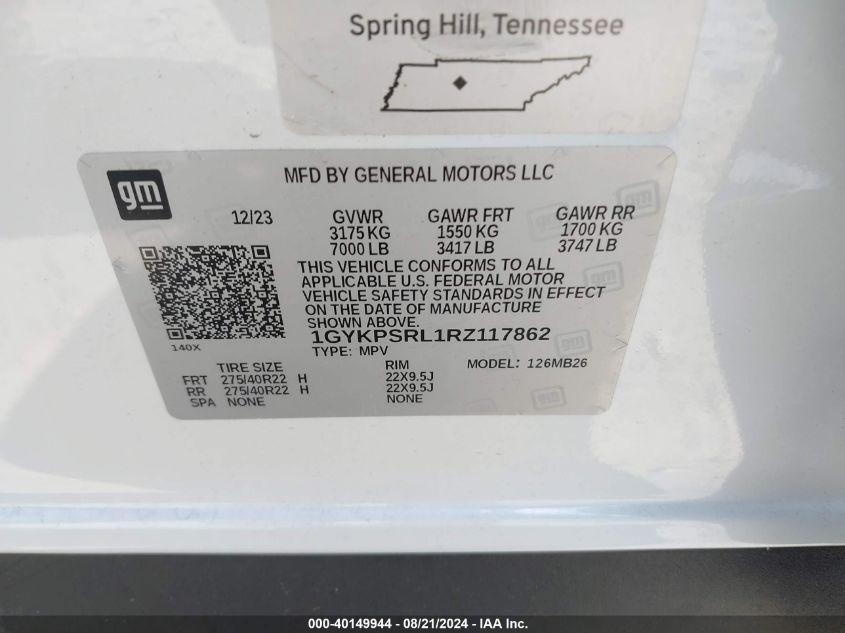 Spring Hill, Tennessee
gm
MFD BY GENERAL MOTORS LLC
12/23 GVWR GAWR FRT GAWR RR
3175 KG 1550 KG 1700 KG
7000 LB 3417 LB 3747 LB
THIS VEHICLE CONFORMS TO ALL
APPLICABLE U.S. FEDERAL MOTOR
VEHICLE SAFETY STANDARDS IN EFFECT
ON THE DATE OF MANUFACTURE
SHOWN ABOVE.
1GYKPSRL1RZ117862
140X
TYPE: MPV MODEL: 126MB26
TIRE SIZE RIM
FRT 275/40R22 H 22X9.5J
RR 275/40R22 H 22X9.5J
SPA NONE NONE
000-40149944 - 08/21/2024 - IAA Inc.